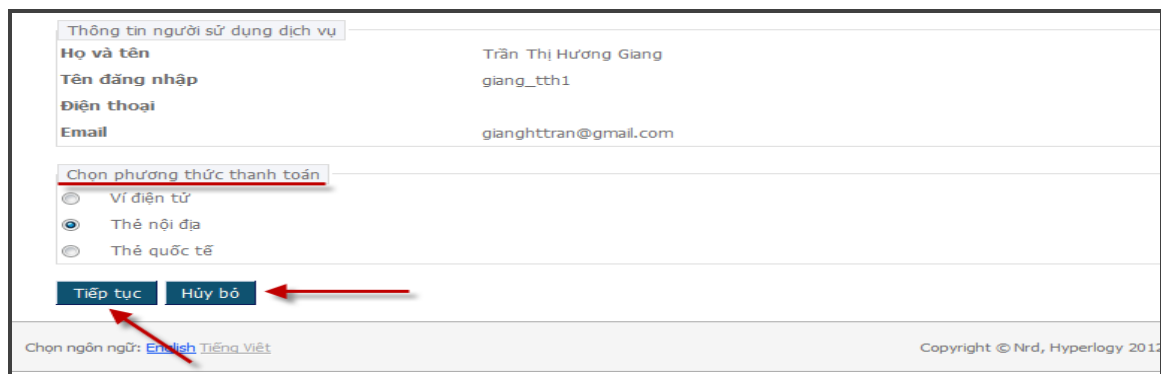 Thông tin người sử dụng dịch vụ
Họ và tên Trần Thị Hương Giang
Tên đăng nhập giang_tth1
Điện thoại
Email gianghttran@gmail.com
Chọn phương thức thanh toán
Ví điện tử
Thẻ nội địa
Thẻ quốc tế
Tiếp tục Hủy bỏ
Chọn ngôn ngữ: English Tiếng Việt Copyright © Nrd, Hyperlogy 2012